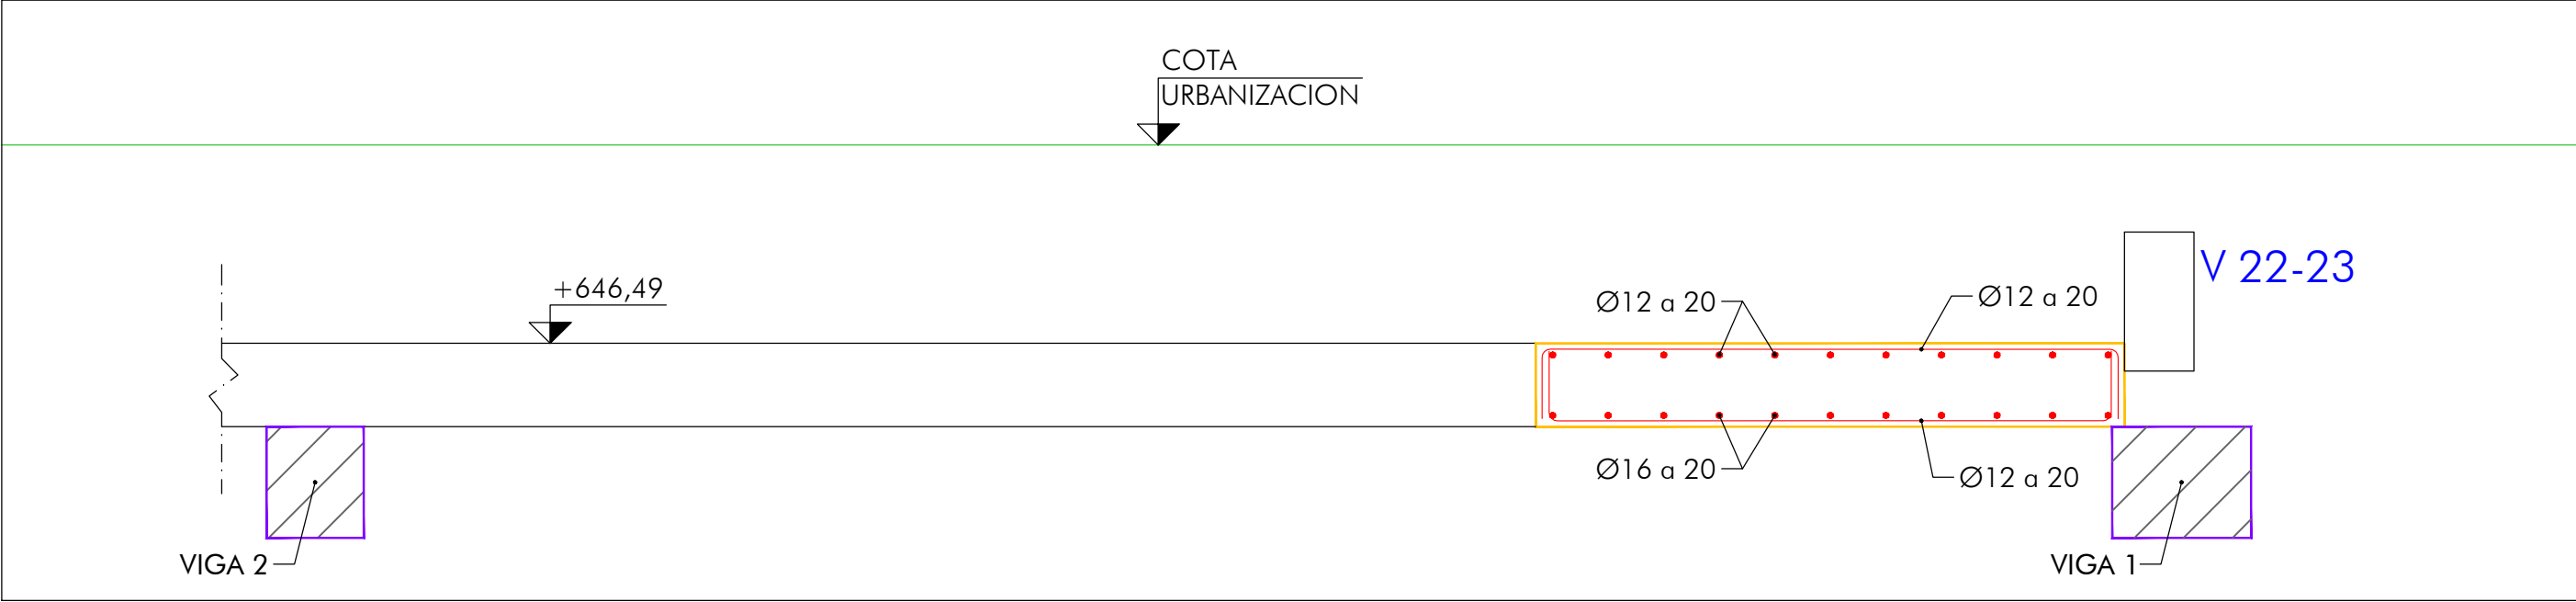 COTA
URBANIZACION
+646,49
Ø12 a 20
Ø12 a 20
V 22-23
Ø16 a 20
Ø12 a 20
VIGA 2
VIGA 1